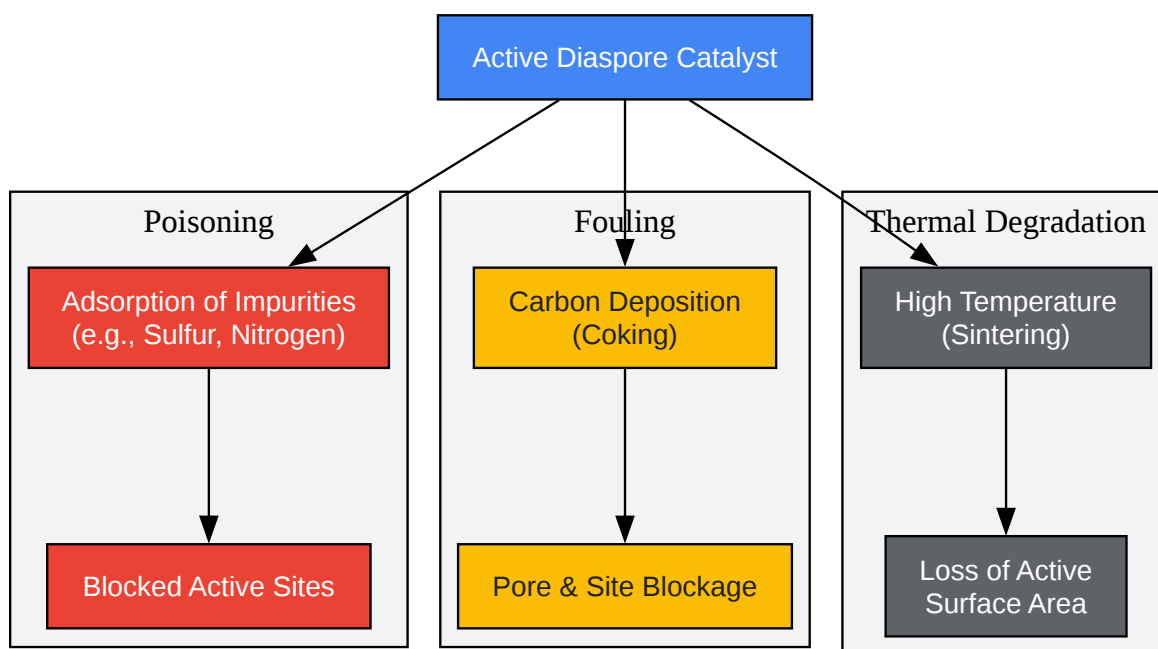 Active Diaspore Catalyst
Poisoning
Fouling
Thermal Degradation
Adsorption of Impurities
(e.g., Sulfur, Nitrogen)
Carbon Deposition
(Coking)
High Temperature
(Sintering)
Blocked Active Sites
Pore & Site Blockage
Loss of Active
Surface Area